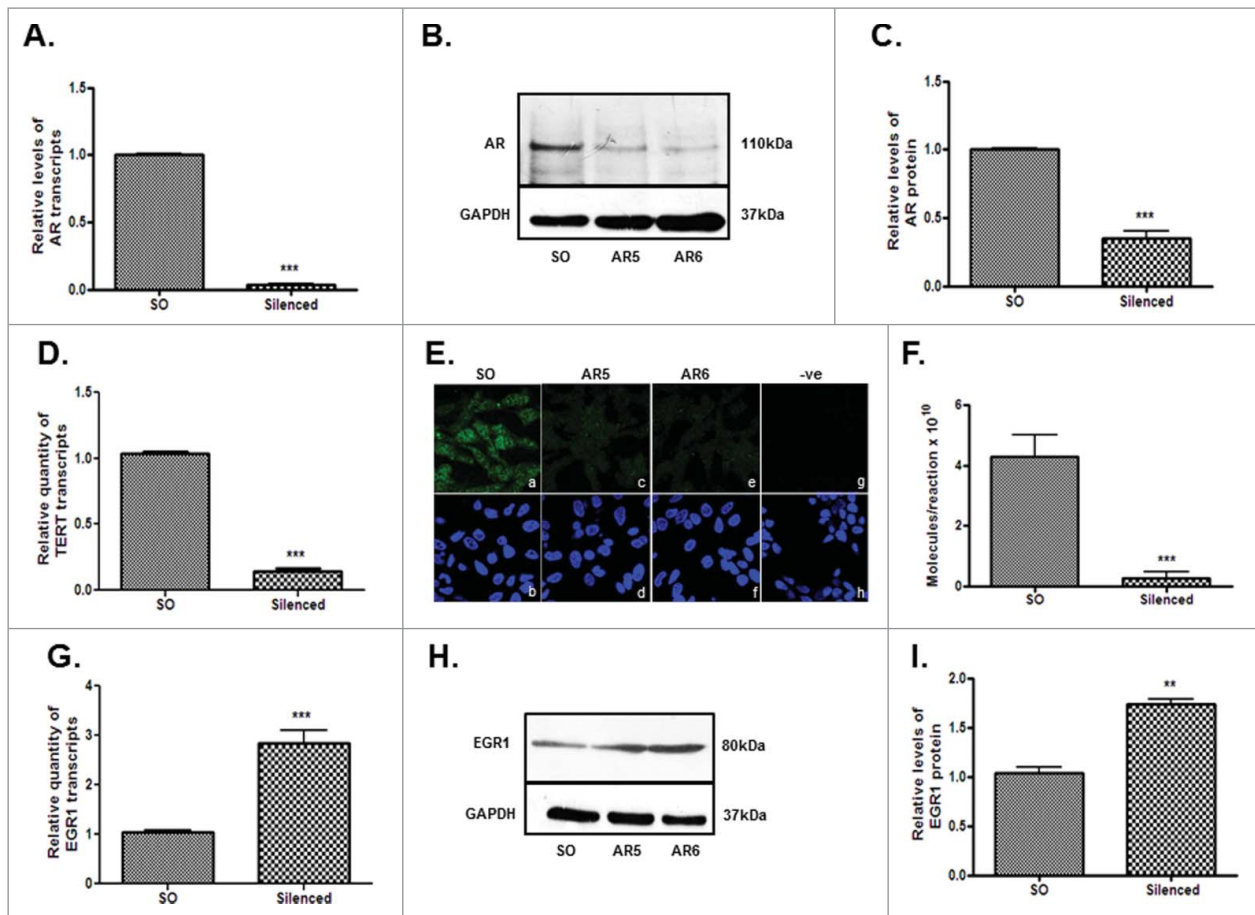 A.
Relative levels of
AR transcripts
1.5
1.0
0.5
0.0
***
SO
Silenced
B.
AR
110kDa
GAPDH
37kDa
SO
AR5
AR6
C.
Relative levels of
AR protein
1.5
1.0
0.5
0.0
***
SO
Silenced
D.
Relative quantity of
TERT transcripts
1.5
1.0
0.5
0.0
***
SO
Silenced
E.
SO
AR5
AR6
-ve
a
c
e
g
b
d
f
h
F.
Molecules/reaction x 10^10
6
4
2
0
***
SO
Silenced
G.
Relative quantity of
EGR1 transcripts
4
3
2
1
0
***
SO
Silenced
H.
EGR1
80kDa
GAPDH
37kDa
SO
AR5
AR6
I.
Relative levels of
EGR1 protein
2.0
1.5
1.0
0.5
0.0
**
SO
Silenced